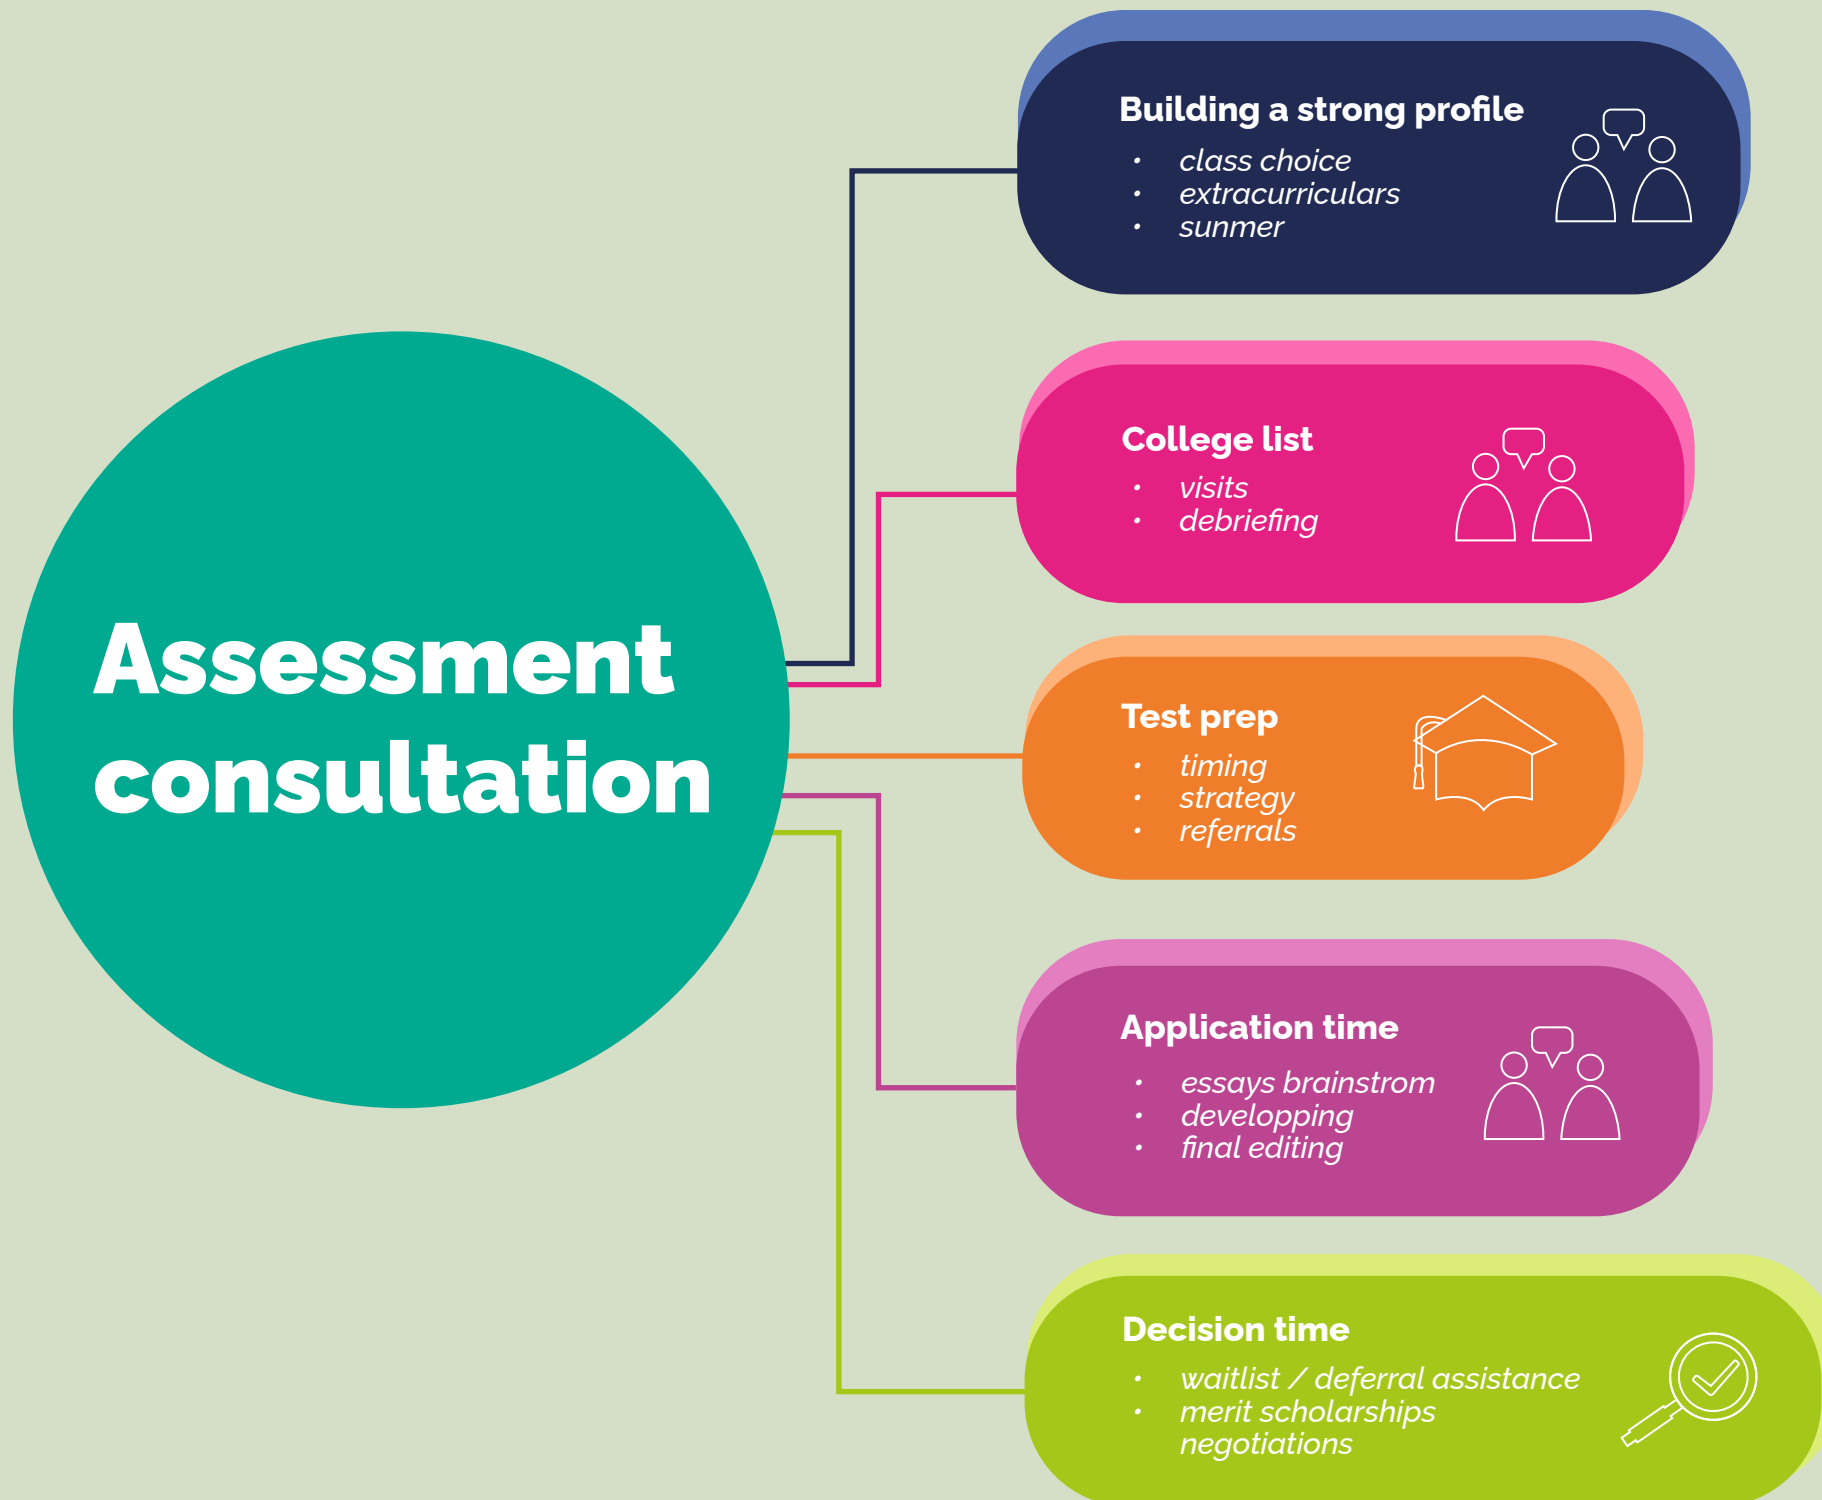 Assessment
consultation
Building a strong profile
• class choice
• extracurriculars
• sunmer
College list
• visits
• debriefing
Test prep
• timing
• strategy
• referrals
Application time
• essays brainstrom
• developping
• final editing
Decision time
• waitlist / deferral assistance
• merit scholarships
negotiations